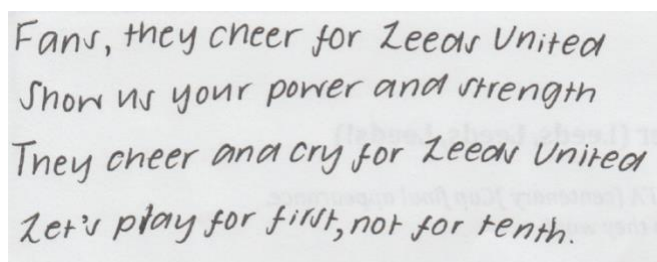 Fans, they cheer for Leeds United
Show us your power and strength
They cheer and cry for Leeds United
Let's play for first, not for tenth.